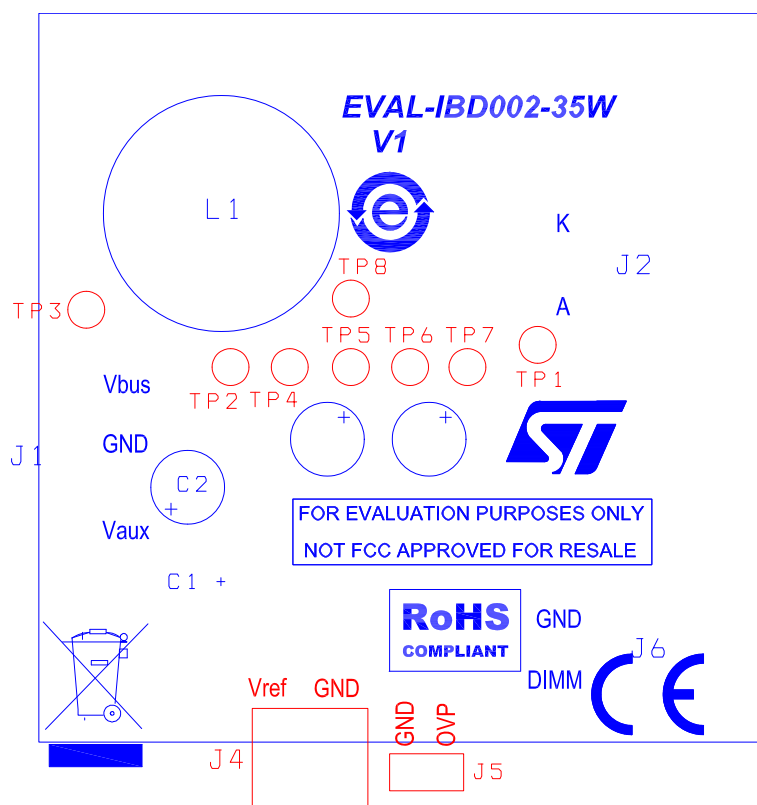 EVAL-IBD002-35W
V1
L1
e
K
J2
TP8
TP3
A
TP5 TP6 TP7
TP2 TP4
TP1
Vbus
J1
GND
+ +
ST
C2
+
Vaux
FOR EVALUATION PURPOSES ONLY
NOT FCC APPROVED FOR RESALE
C1 +
RoHS
COMPLIANT
GND
J6
DIMM
CE
Vref GND
GND
OVP
J4
J5